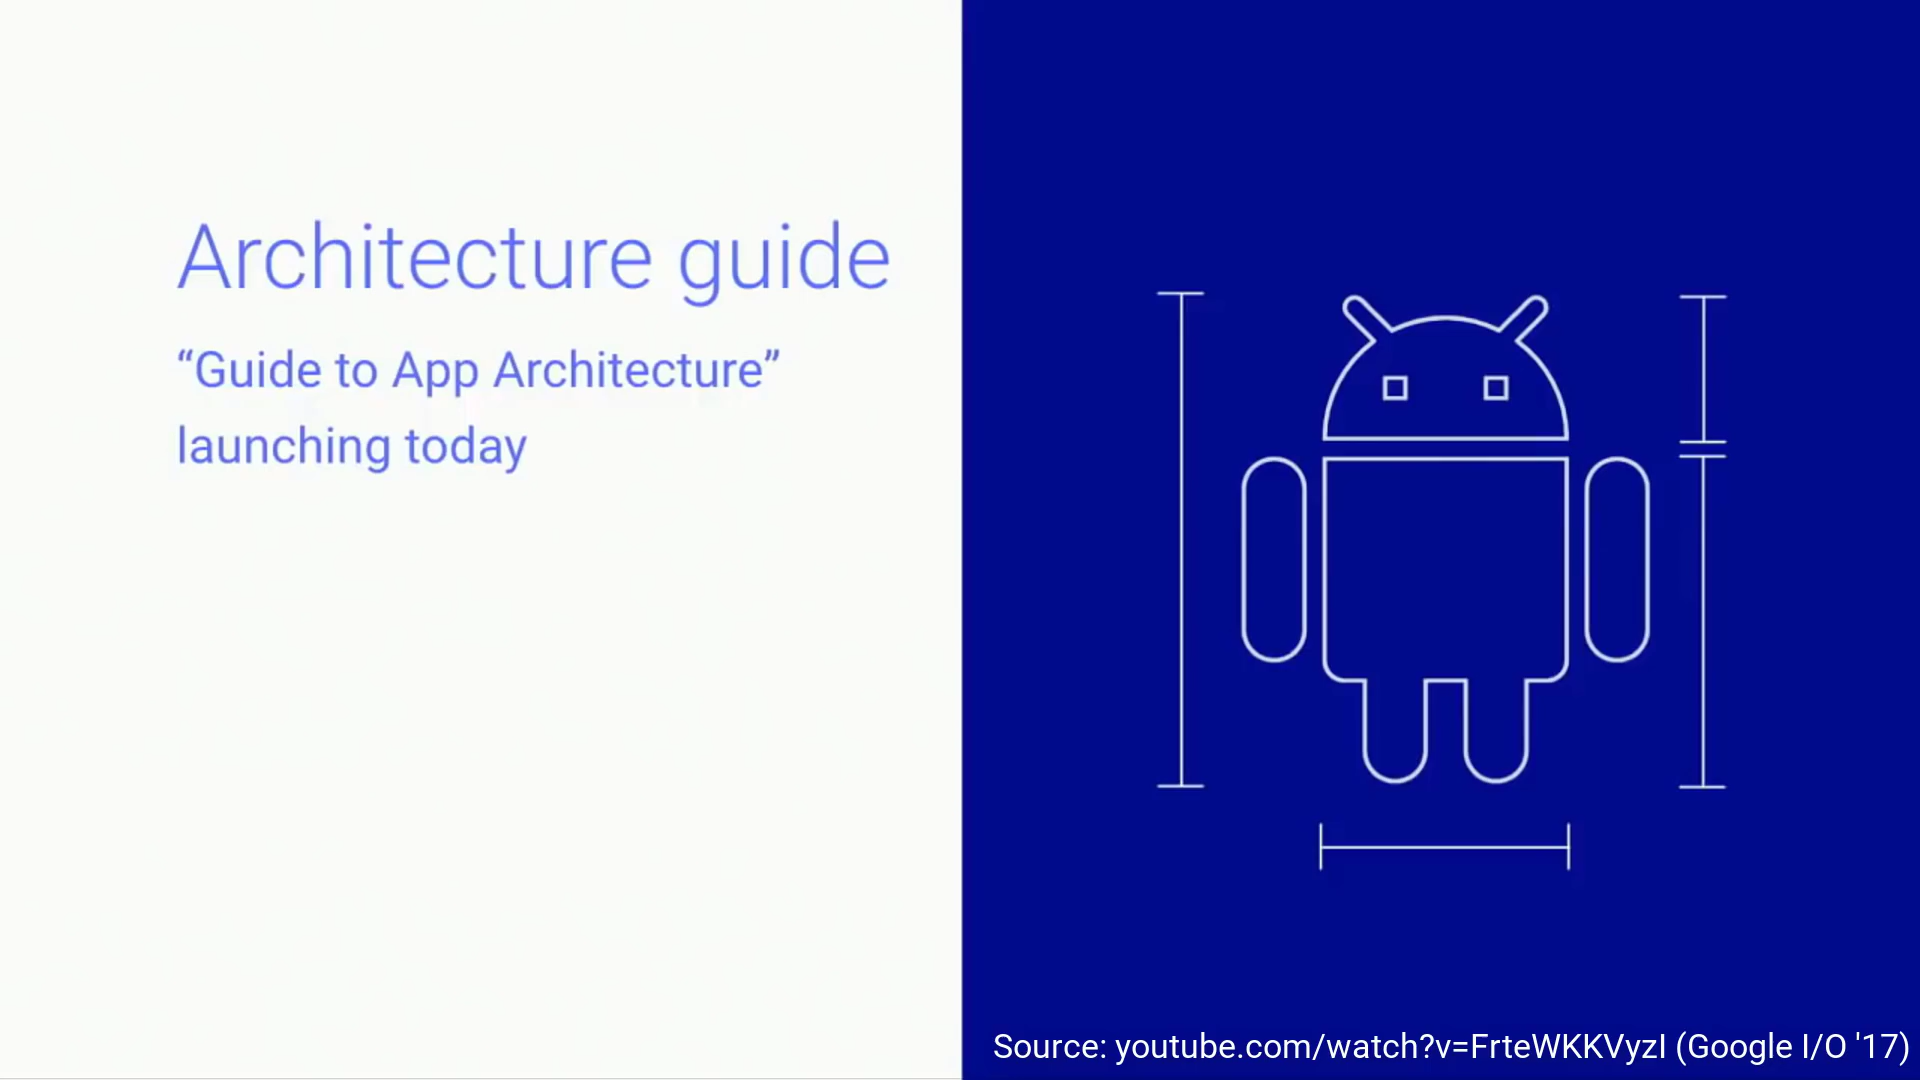 Architecture guide
“Guide to App Architecture”
launching today
Source: youtube.com/watch?v=FrteWKKVyzI (Google I/O '17)